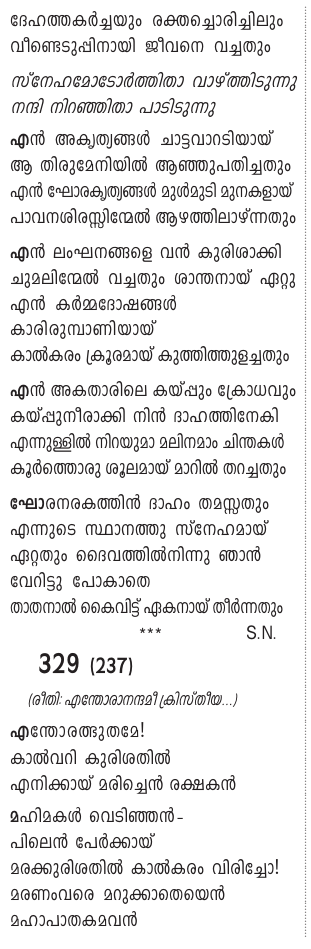 ദേഹത്തകർച്ചയും രക്തച്ചൊരിച്ചിലും
വീണ്ടെടുപ്പിനായി ജീവനെ വച്ചതും
സ്നേഹമോടോർത്തിതാ വാഴ്ത്തിടുന്നു
നന്ദി നിറഞ്ഞിതാ പാടിടുന്നു
എൻ അകൃത്യങ്ങൾ ചാട്ടവാറടിയായ്
ആ തിരുമേനിയിൽ ആഞ്ഞുപതിച്ചതും
എൻ ഘോരകൃത്യങ്ങൾ മുൾമുടി മുനകളായ്
പാവനശിരസ്സിന്മേൽ ആഴത്തിലാഴ്ന്നതും
എൻ ലംഘനങ്ങളെ വൻ കുരിശാക്കി
ചുമലിന്മേൽ വച്ചതും ശാന്തനായ് ഏറ്റു
എൻ കർമ്മദോഷങ്ങൾ
കാരിരുമ്പാണിയായ്
കാൽകരം ക്രൂരമായ് കുത്തിത്തുളച്ചതും
എൻ അകതാരിലെ കയ്പ്പും ക്രോധവും
കയ്പ്പുനീരാക്കി നിൻ ദാഹത്തിനേകി
എന്നുള്ളിൽ നിറയുമാ മലിനമാം ചിന്തകൾ
കൂർത്തൊരു ശൂലമായ് മാറിൽ തറച്ചതും
ഘോരനരകത്തിൻ ദാഹം തമസ്സതും
എന്നുടെ സ്ഥാനത്തു സ്നേഹമായ്
ഏറ്റതും ദൈവത്തിൽനിന്നു ഞാൻ
വേറിട്ടു പോകാതെ
താതനാൽ കൈവിട്ട് ഏകനായ് തീർന്നതും
*** S.N.
329 (237)
(രീതി: എന്തോരാനന്ദമീ ക്രിസ്തീയ...)
എന്തോരത്ഭുതമേ!
കാൽവറി കുരിശതിൽ
എനിക്കായ് മരിച്ചെൻ രക്ഷകൻ
മഹിമകൾ വെടിഞ്ഞൻ-
പിലെൻ പേർക്കായ്
മരക്കുരിശതിൽ കാൽകരം വിരിച്ചോ!
മരണംവരെ മറുക്കാതെയെൻ
മഹാപാതകമവൻ